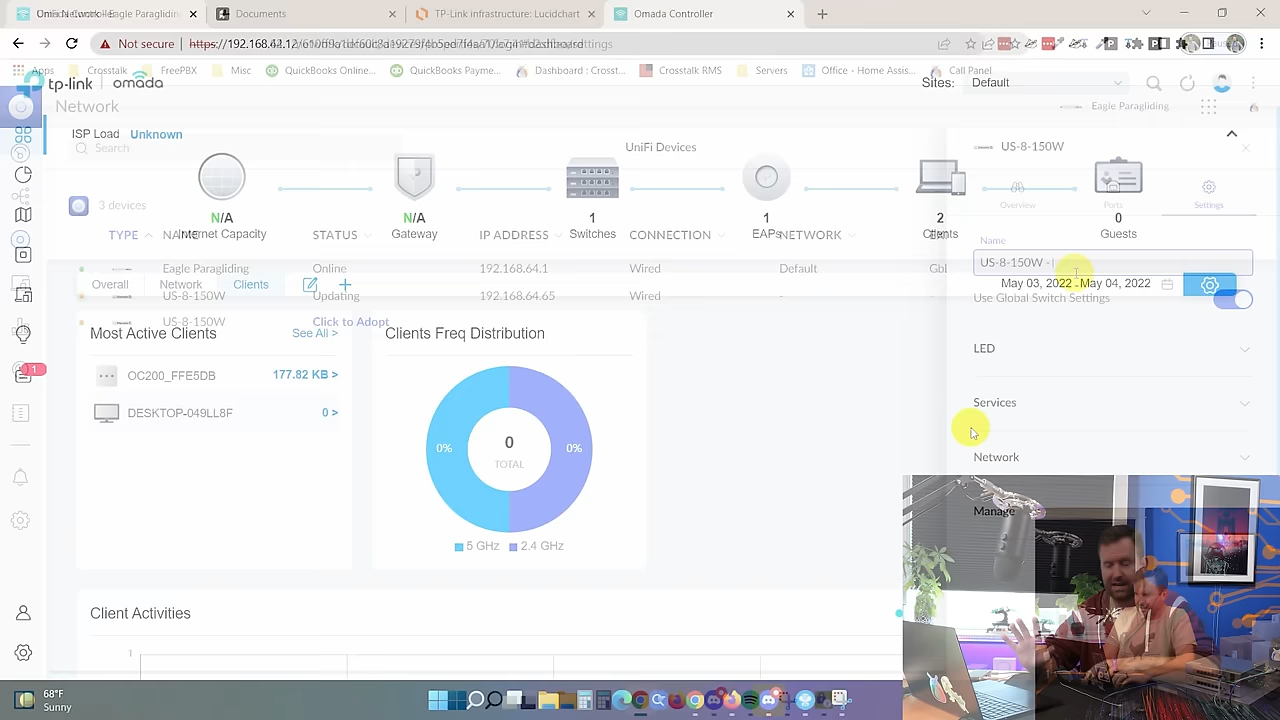 Documents
TP-Link infrastructure: Lucidchart
Omada Controller
Not secure
Apps
Crosstalk
FreePBX
Misc
QuickBooks Online...
QuickBooks Payme...
Dashboard : Crosst...
Crosstalk RMS
Servers
Office - Home Assis...
Call Panel
tp-link | omada
Sites: Default
Network
Eagle Paragliding
ISP Load Unknown
Search
UniFi Devices
US-8-150W
3 devices
Overview
Ports
Settings
N/A
Internet Capacity
N/A
Gateway
1
Switches
1
EAPs
2
Clients
0
Guests
TYPE
STATUS
IP ADDRESS
CONNECTION
NETWORK
Name
US-8-150W -
Eagle Paragliding
Online
192.168.64.1
Wired
Default
GbE
Overall
Network
Clients
May 03, 2022 - May 04, 2022
US-8-150W
Updating
192.168.64.65
Wired
Use Global Switch Settings
US-8-150W
Click to Adopt
Most Active Clients
See All >
Clients Freq Distribution
LED
OC200_FFE5DB
177.82 KB >
DESKTOP-049LL8F
0 >
Services
0%
0
TOTAL
0%
Network
Manage
5 GHz
2.4 GHz
Client Activities
1
1
68°F
Sunny